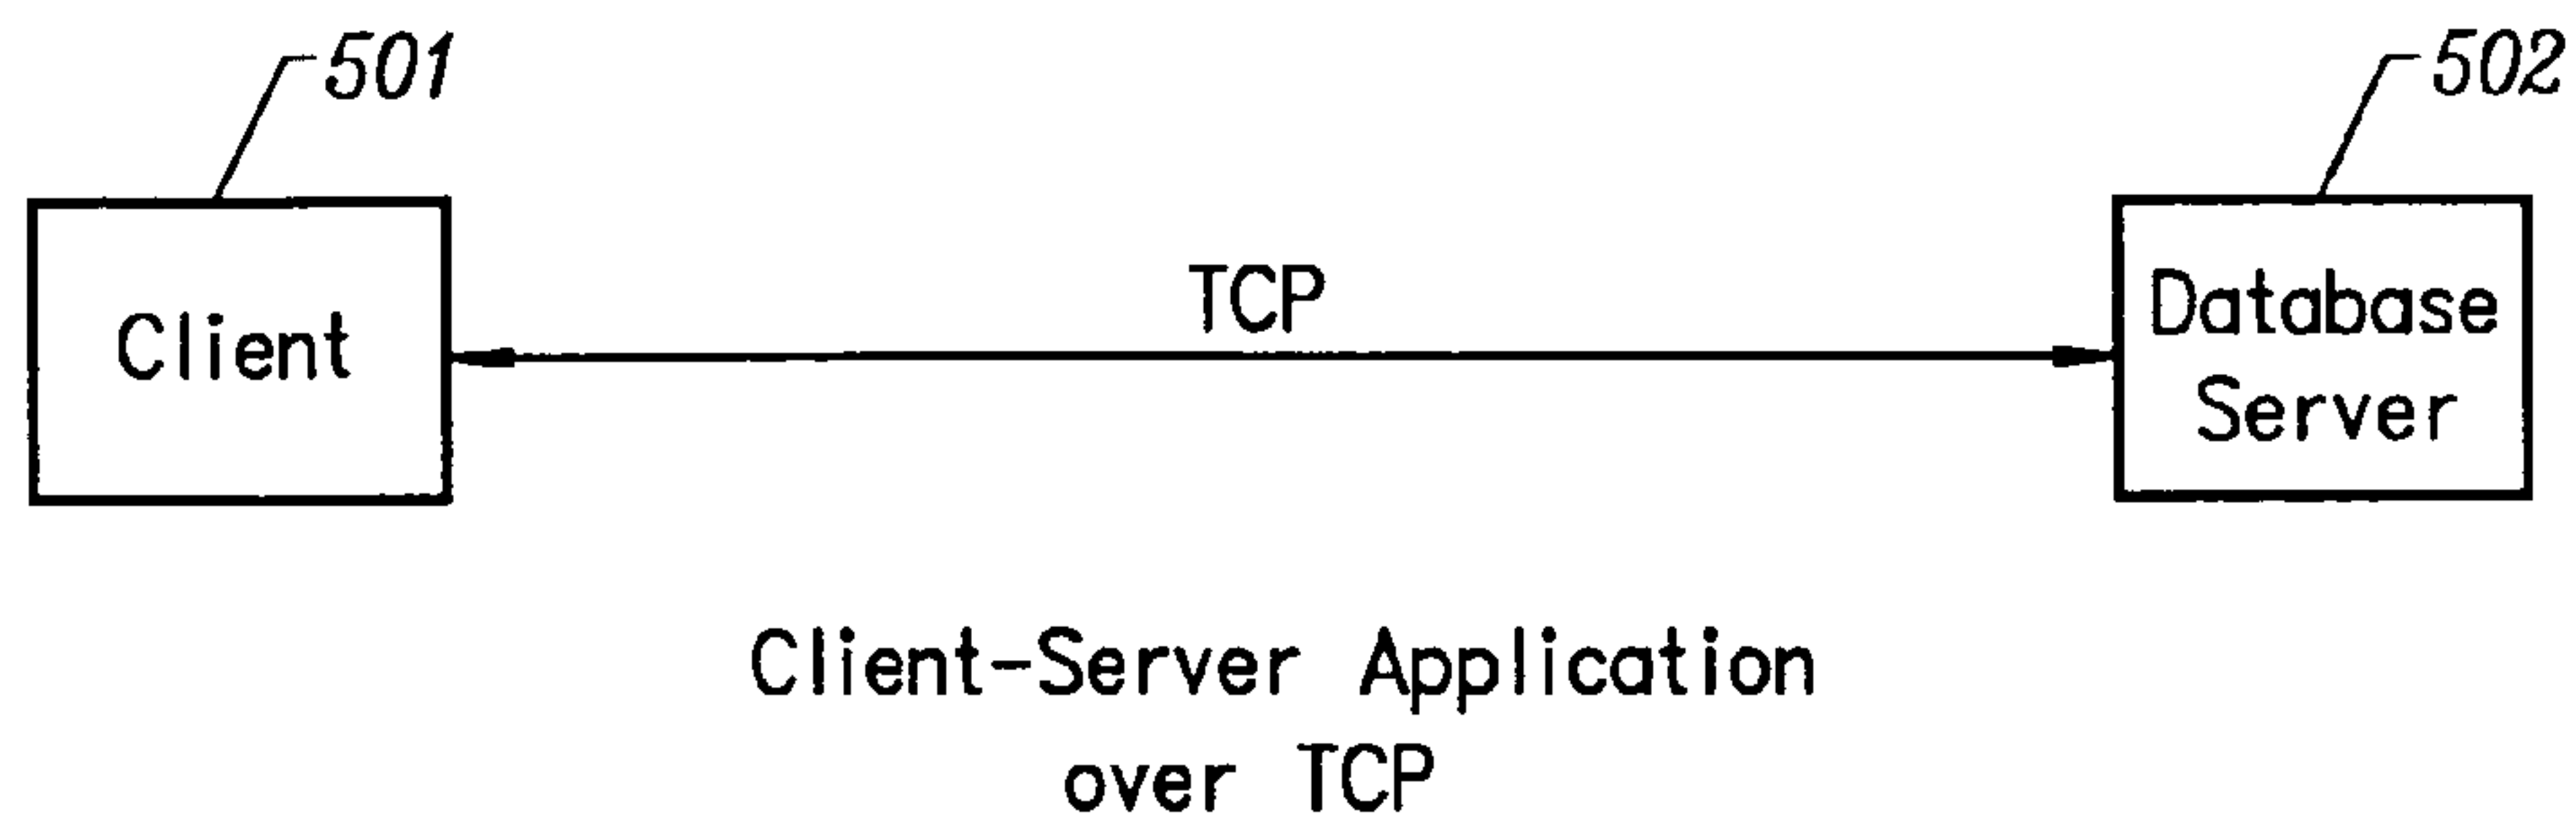 501
502
Client
TCP
Database
Server
Client-Server Application
over TCP